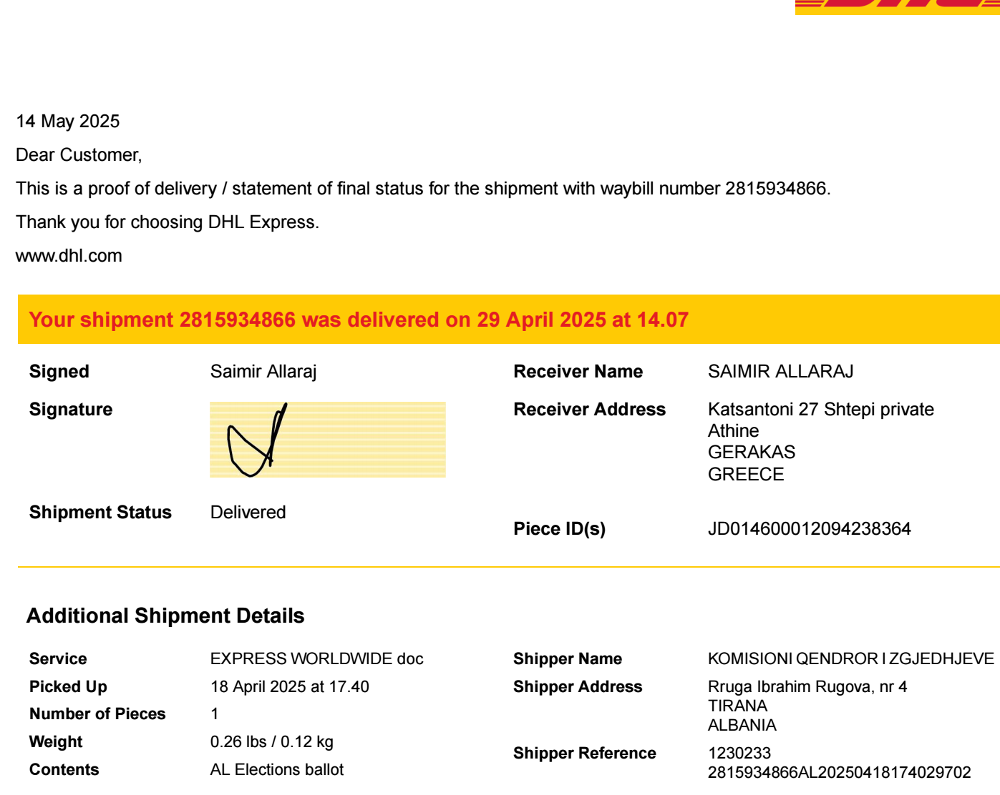 DHL
14 May 2025
Dear Customer,
This is a proof of delivery / statement of final status for the shipment with waybill number 2815934866.
Thank you for choosing DHL Express.
www.dhl.com
Your shipment 2815934866 was delivered on 29 April 2025 at 14.07
Signed Saimir Allaraj
Receiver Name SAIMIR ALLARAJ
Signature
Receiver Address Katsantoni 27 Shtepi private
Athine
GERAKAS
GREECE
Shipment Status Delivered
Piece ID(s) JD014600012094238364
Additional Shipment Details
Service EXPRESS WORLDWIDE doc
Shipper Name KOMISIONI QENDROR I ZGJEDHJEVE
Picked Up 18 April 2025 at 17.40
Shipper Address Rruga Ibrahim Rugova, nr 4
TIRANA
ALBANIA
Number of Pieces 1
Weight 0.26 lbs / 0.12 kg
Shipper Reference 1230233
2815934866AL20250418174029702
Contents AL Elections ballot